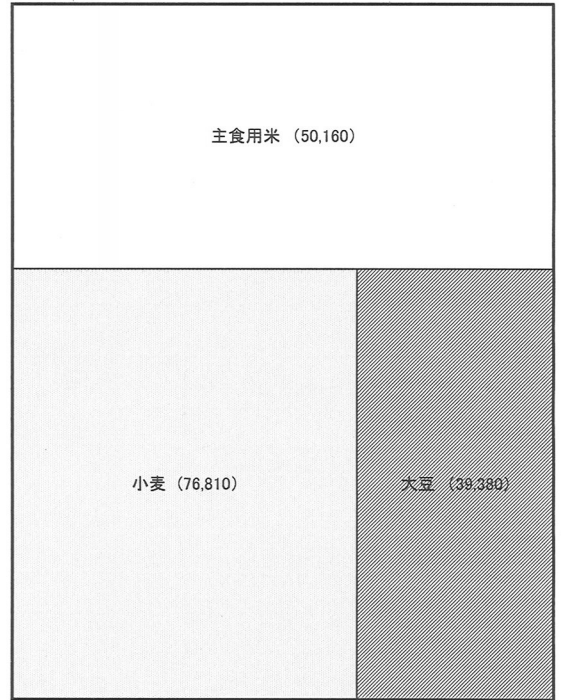 主食用米 （50,160）
小麦 （76,810）
大豆 （39,380）